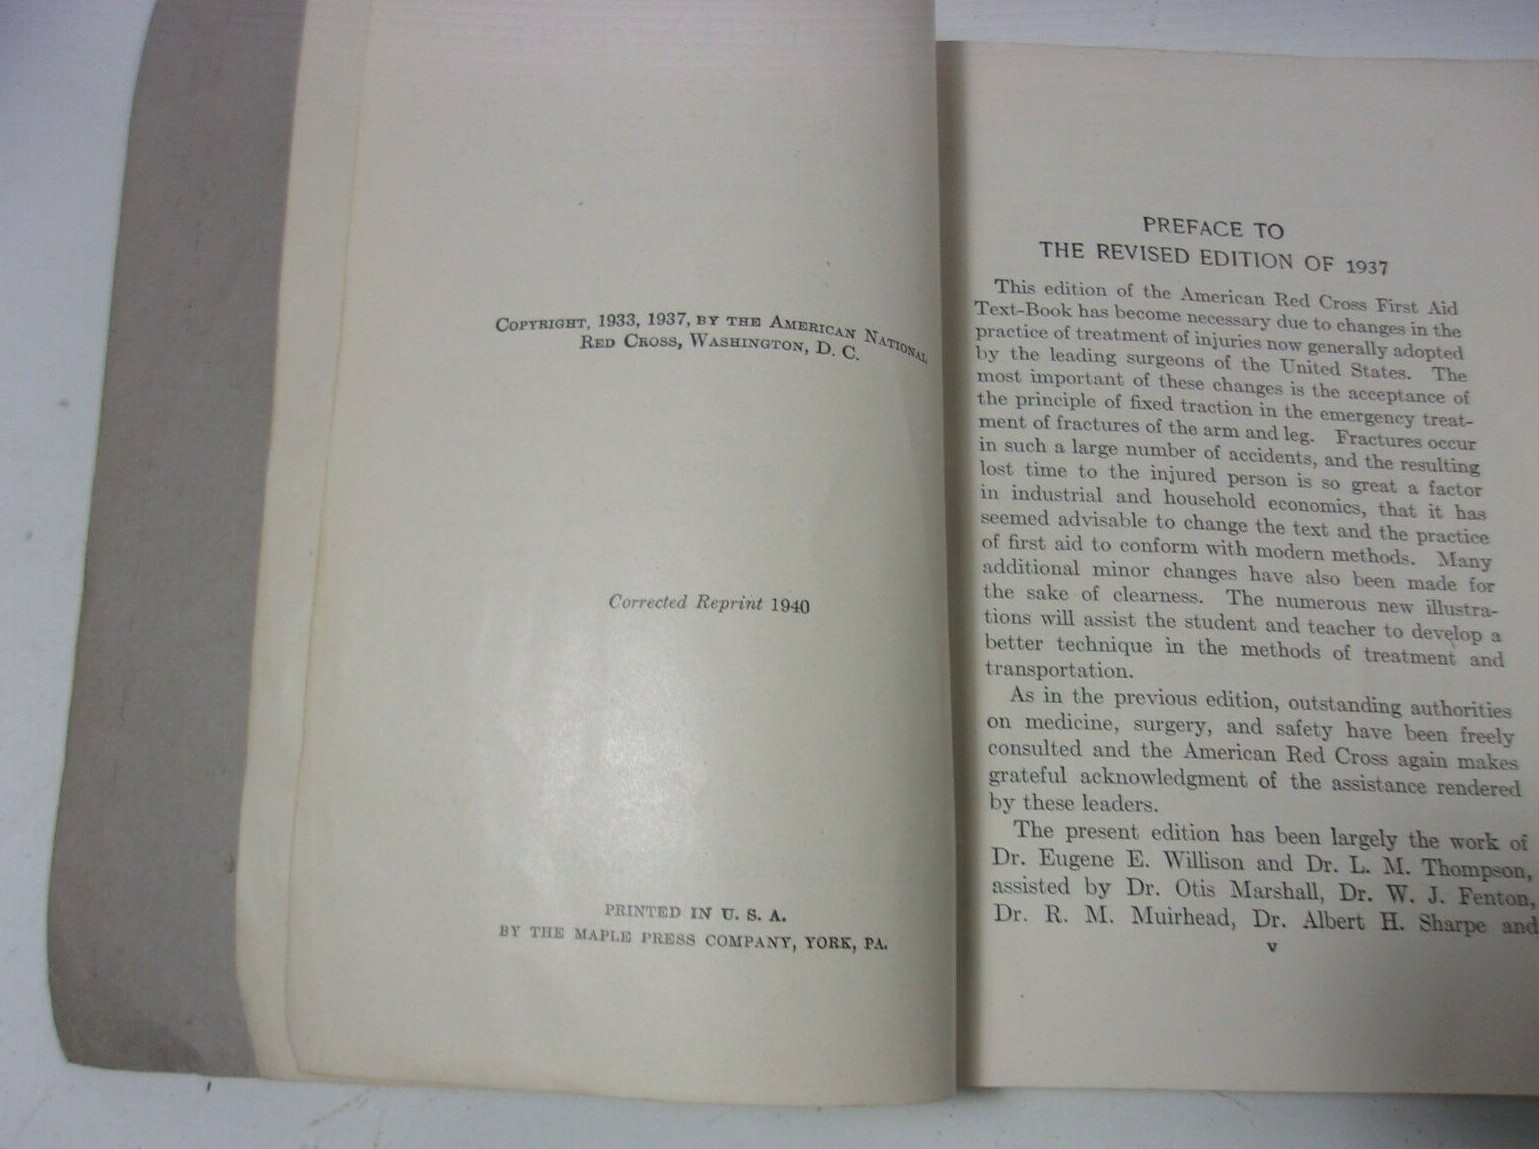 COPYRIGHT, 1933, 1937, BY THE AMERICAN NATIONAL
RED CROSS, WASHINGTON, D. C.
Corrected Reprint 1940
PRINTED IN U. S. A.
BY THE MAPLE PRESS COMPANY, YORK, PA.
PREFACE TO
THE REVISED EDITION OF 1937
This edition of the American Red Cross First Aid
Text-Book has become necessary due to changes in the
practice of treatment of injuries now generally adopted
by the leading surgeons of the United States. The
most important of these changes is the acceptance of
the principle of fixed traction in the emergency treat-
ment of fractures of the arm and leg. Fractures occur
in such a large number of accidents, and the resulting
lost time to the injured person is so great a factor
in industrial and household economics, that it has
seemed advisable to change the text and the practice
of first aid to conform with modern methods. Many
additional minor changes have also been made for
the sake of clearness. The numerous new illustra-
tions will assist the student and teacher to develop a
better technique in the methods of treatment and
transportation.
As in the previous edition, outstanding authorities
on medicine, surgery, and safety have been freely
consulted and the American Red Cross again makes
grateful acknowledgment of the assistance rendered
by these leaders.
The present edition has been largely the work of
Dr. Eugene E. Willison and Dr. L. M. Thompson,
assisted by Dr. Otis Marshall, Dr. W. J. Fenton,
Dr. R. M. Muirhead, Dr. Albert H. Sharpe and
v